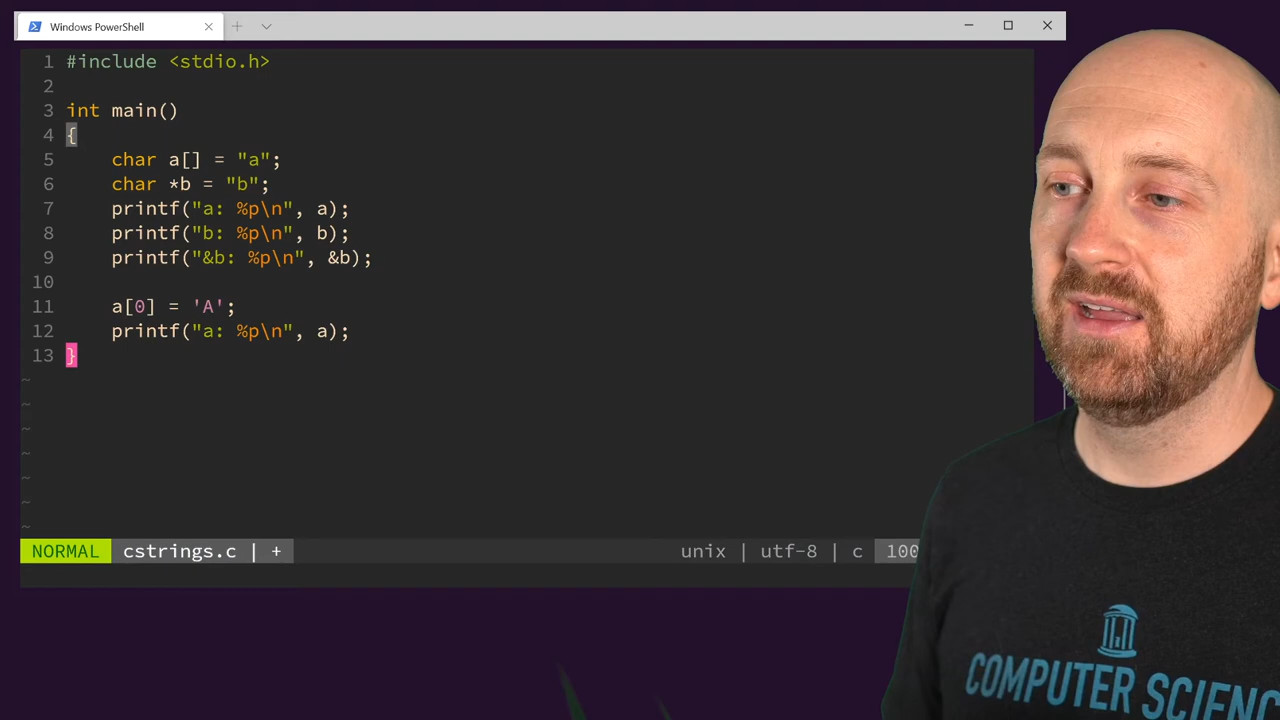 Windows PowerShell
1 #include <stdio.h>
2
3 int main()
4 {
5     char a[] = "a";
6     char *b = "b";
7     printf("a: %p\n", a);
8     printf("b: %p\n", b);
9     printf("&b: %p\n", &b);
10
11     a[0] = 'A';
12     printf("a: %p\n", a);
13 }
~
~
~
~
~
~
~
NORMAL cstrings.c | + unix | utf-8 | c 100
COMPUTER SCIENC